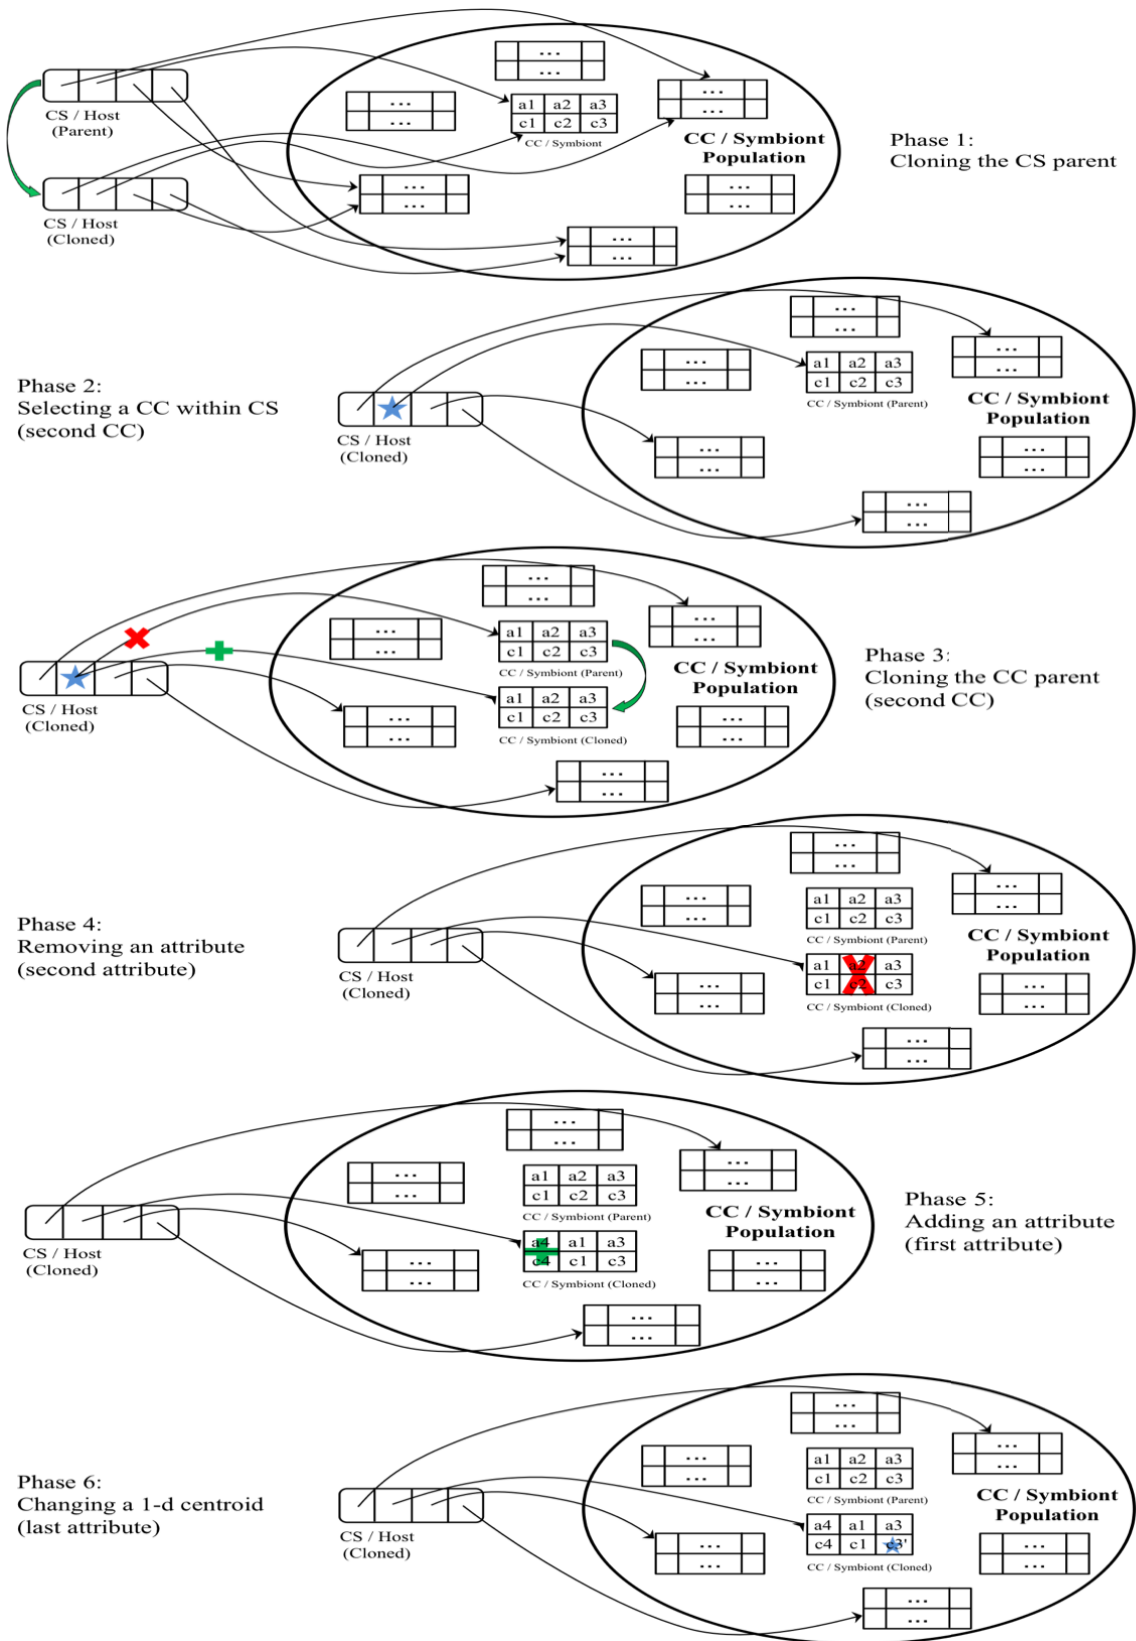 ...
...
...
...
...
...
a1 a2 a3
c1 c2 c3
CC / Symbiont
CS / Host
(Parent)
CC / Symbiont
Population
Phase 1:
Cloning the CS parent
...
...
...
...
CS / Host
(Cloned)
...
...
...
...
...
...
Phase 2:
Selecting a CC within CS
(second CC)
...
...
a1 a2 a3
c1 c2 c3
CC / Symbiont (Parent)
CC / Symbiont
Population
CS / Host
(Cloned)
...
...
...
...
...
...
...
...
...
...
...
...
a1 a2 a3
c1 c2 c3
CC / Symbiont (Parent)
CC / Symbiont
Population
Phase 3:
Cloning the CC parent
(second CC)
a1 a2 a3
c1 c2 c3
CC / Symbiont (Cloned)
CS / Host
(Cloned)
...
...
...
...
...
...
...
...
...
...
...
...
Phase 4:
Removing an attribute
(second attribute)
a1 a2 a3
c1 c2 c3
CC / Symbiont (Parent)
CC / Symbiont
Population
a1 a2 a3
c1 c2 c3
CC / Symbiont (Cloned)
CS / Host
(Cloned)
...
...
...
...
...
...
...
...
...
...
...
...
a1 a2 a3
c1 c2 c3
CC / Symbiont (Parent)
CC / Symbiont
Population
Phase 5:
Adding an attribute
(first attribute)
a4 a1 a3
c4 c1 c3
CC / Symbiont (Cloned)
CS / Host
(Cloned)
...
...
...
...
...
...
...
...
...
...
...
...
Phase 6:
Changing a 1-d centroid
(last attribute)
a1 a2 a3
c1 c2 c3
CC / Symbiont (Parent)
CC / Symbiont
Population
a4 a1 a3
c4 c1 c3'
CC / Symbiont (Cloned)
CS / Host
(Cloned)
...
...
...
...
...
...